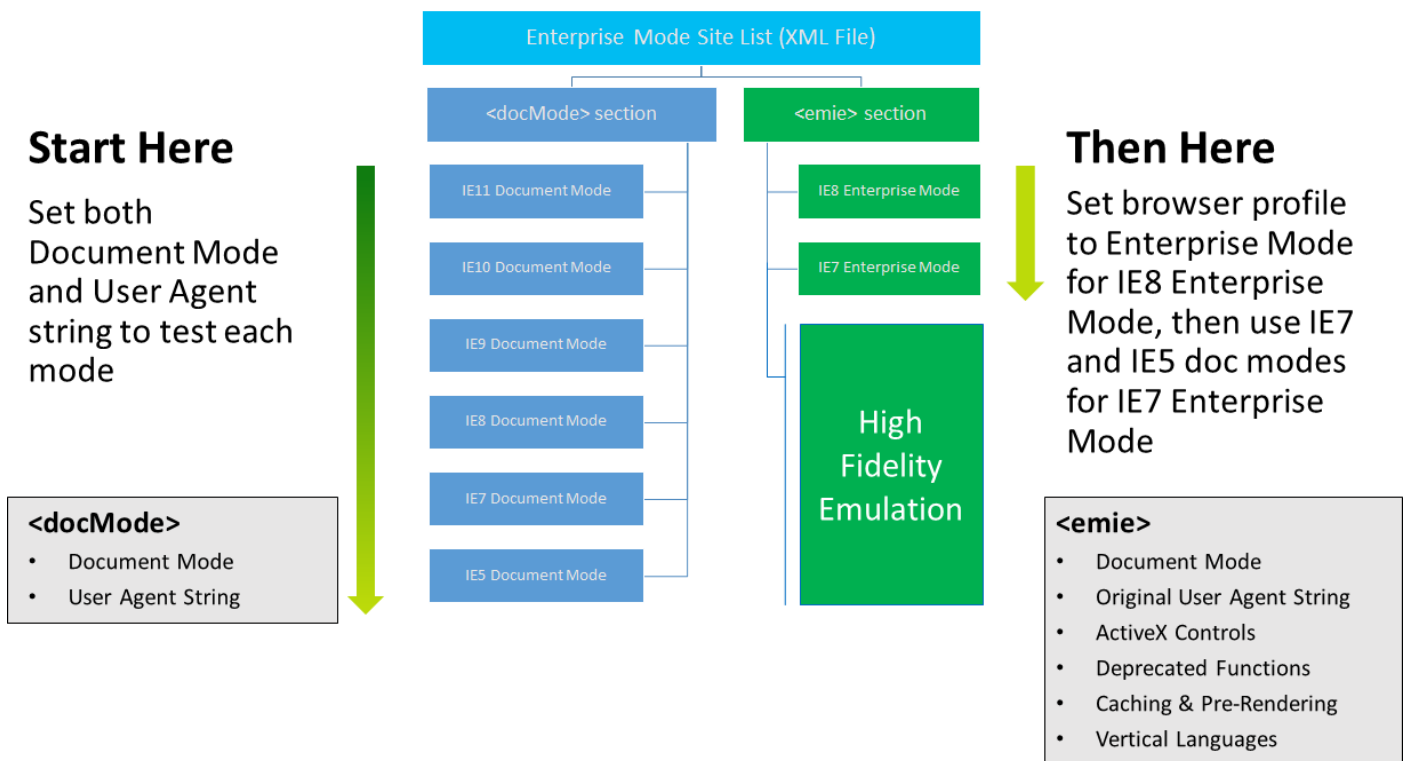 Enterprise Mode Site List (XML File)
<docMode> section
<emie> section
Start Here
Set both
Document Mode
and User Agent
string to test each
mode
IE11 Document Mode
IE10 Document Mode
IE9 Document Mode
IE8 Document Mode
IE7 Document Mode
IE5 Document Mode
<docMode>
• Document Mode
• User Agent String
IE8 Enterprise Mode
IE7 Enterprise Mode
High
Fidelity
Emulation
Then Here
Set browser profile
to Enterprise Mode
for IE8 Enterprise
Mode, then use IE7
and IE5 doc modes
for IE7 Enterprise
Mode
<emie>
• Document Mode
• Original User Agent String
• ActiveX Controls
• Deprecated Functions
• Caching & Pre-Rendering
• Vertical Languages